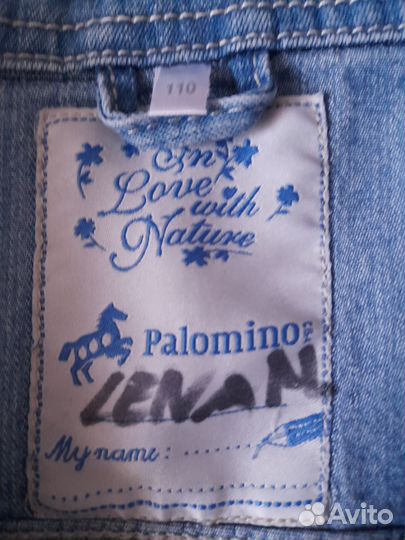 110
In
Love
with
Nature
Palomino
LENAN
My name:
Avito